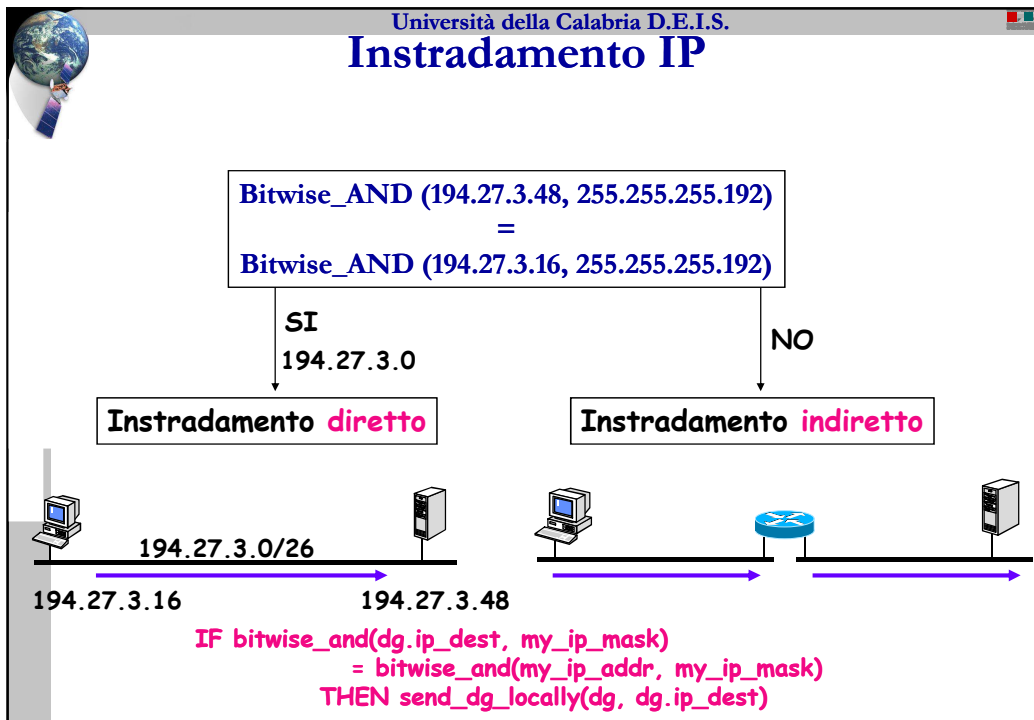 Università della Calabria D.E.I.S.
Instradamento IP
Bitwise_AND (194.27.3.48, 255.255.255.192)
=
Bitwise_AND (194.27.3.16, 255.255.255.192)
SI
194.27.3.0
NO
Instradamento diretto
Instradamento indiretto
194.27.3.0/26
194.27.3.16
194.27.3.48
IF bitwise_and(dg.ip_dest, my_ip_mask)
= bitwise_and(my_ip_addr, my_ip_mask)
THEN send_dg_locally(dg, dg.ip_dest)